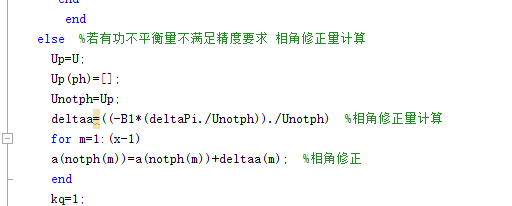 end
end
else %若有功不平衡量不满足精度要求 相角修正量计算
Up=U;
Up(ph)=[];
Unotph=Up;
deltaa=((-B1*(deltaPi./Unotph))./Unotph) %相角修正量计算
for m=1:(x-1)
a(notph(m))=a(notph(m))+deltaa(m); %相角修正
end
kq=1;